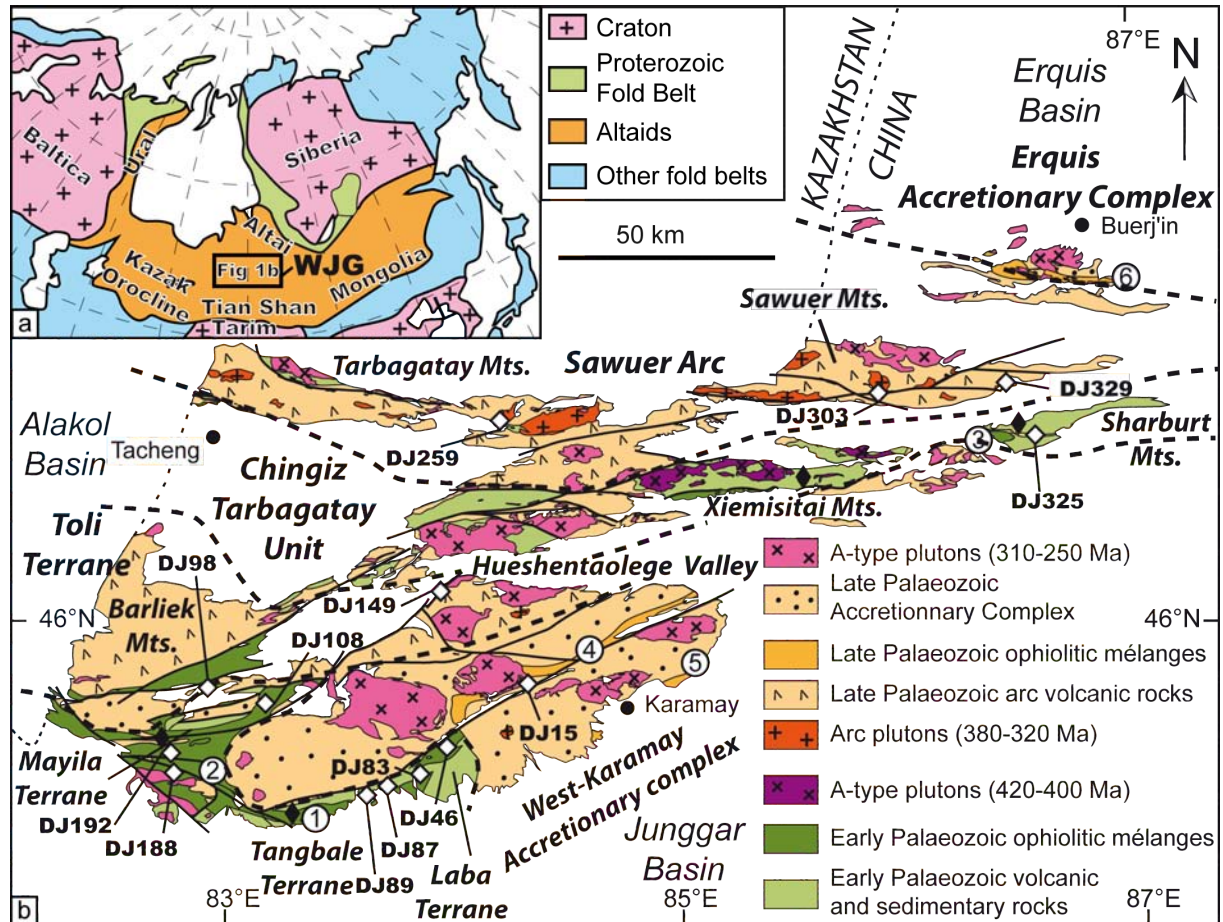 Craton
Proterozoic
Fold Belt
Altaids
Other fold belts
Baltica
Ural
Siberia
Altai
Kazak
Orocline
Fig 1b
WJG
Mongolia
Tian Shan
Tarim
a
50 km
KAZAKHSTAN
CHINA
87°E
N
Erquis
Basin
Erquis
Accretionary Complex
Buerj'in
6
Sawuer Mts.
Tarbagatay Mts.
Sawuer Arc
DJ329
DJ303
Alakol
Basin
Tacheng
DJ259
3
Sharburt
Mts.
Chingiz
Tarbagatay
Unit
Xiemisitai Mts.
DJ325
Toli
Terrane
DJ98
Hueshentaolege Valley
DJ149
46°N
Barliek
Mts.
DJ108
46°N
4
5
Karamay
DJ15
Mayila
Terrane
2
DJ83
DJ192
DJ188
1
DJ46
West-Karamay
Accretionary complex
Tangbale
Terrane
DJ87
DJ89
Laba
Terrane
Junggar
Basin
A-type plutons (310-250 Ma)
Late Palaeozoic
Accretionnary Complex
Late Palaeozoic ophiolitic mélanges
Late Palaeozoic arc volcanic rocks
Arc plutons (380-320 Ma)
A-type plutons (420-400 Ma)
Early Palaeozoic ophiolitic mélanges
Early Palaeozoic volcanic
and sedimentary rocks
b
83°E
85°E
87°E